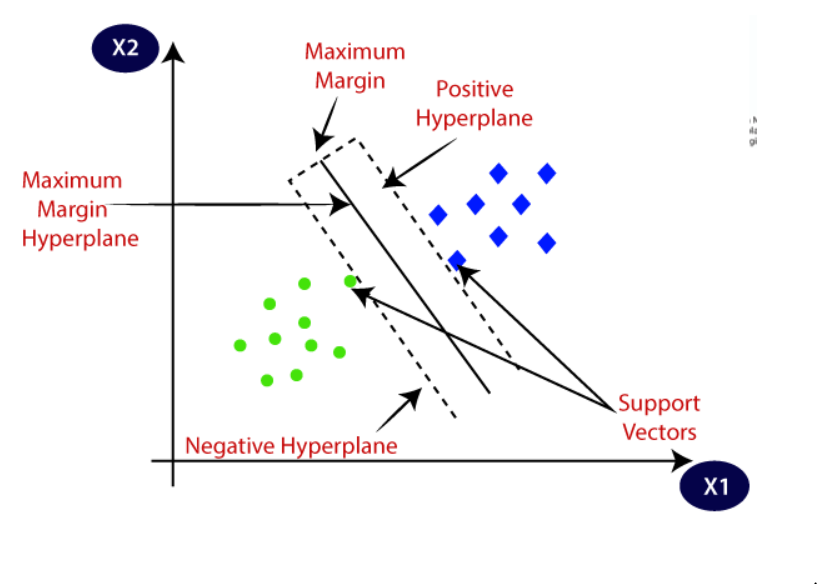 X2
Maximum
Margin
Positive
Hyperplane
Maximum
Margin
Hyperplane
Support
Vectors
Negative Hyperplane
X1